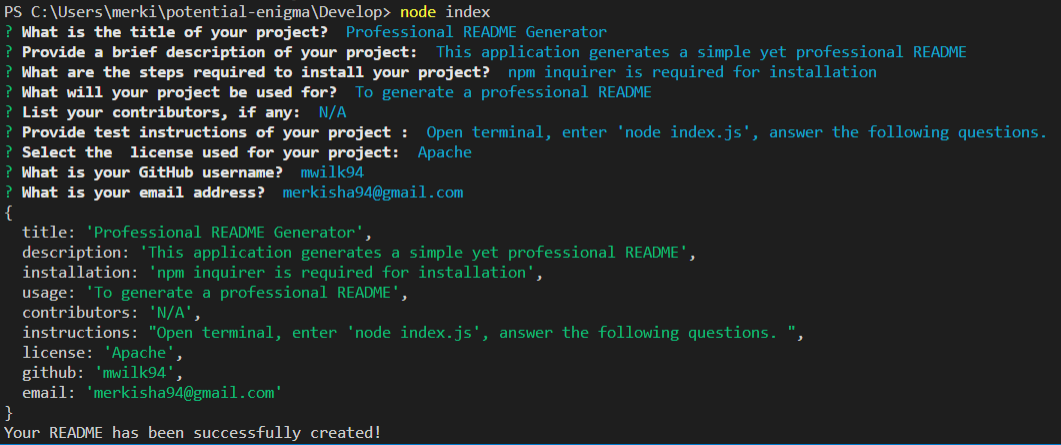 PS C:\Users\merki\potential-enigma\Develop> node index
? What is the title of your project?  Professional README Generator
? Provide a brief description of your project:  This application generates a simple yet professional README
? What are the steps required to install your project?  npm inquirer is required for installation
? What will your project be used for?  To generate a professional README
? List your contributors, if any:  N/A
? Provide test instructions of your project :  Open terminal, enter 'node index.js', answer the following questions.
? Select the  license used for your project:  Apache
? What is your GitHub username?  mwilk94
? What is your email address?  merkisha94@gmail.com
{
  title: 'Professional README Generator',
  description: 'This application generates a simple yet professional README',
  installation: 'npm inquirer is required for installation',
  usage: 'To generate a professional README',
  contributors: 'N/A',
  instructions: "Open terminal, enter 'node index.js', answer the following questions. ",
  license: 'Apache',
  github: 'mwilk94',
  email: 'merkisha94@gmail.com'
}
Your README has been successfully created!